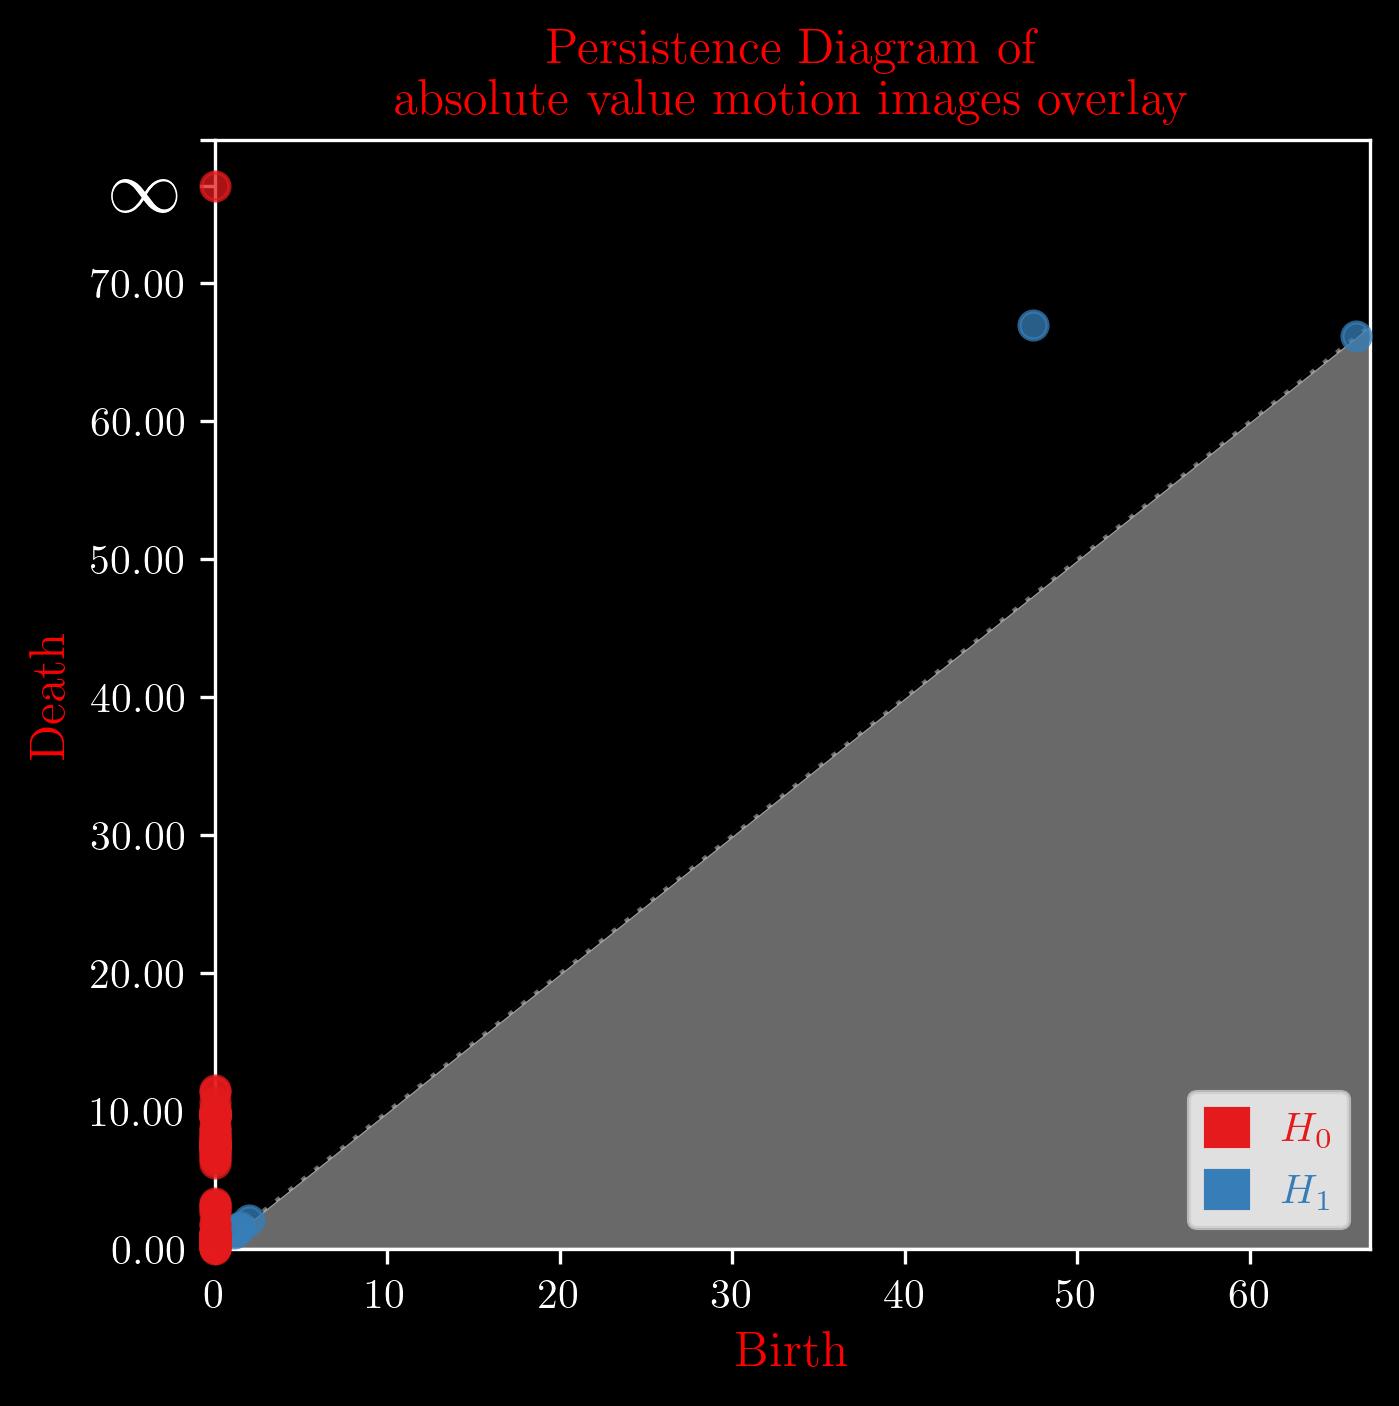 Persistence Diagram of
absolute value motion images overlay
∞
70.00
60.00
50.00
40.00
30.00
20.00
10.00
0.00
Death
0 10 20 30 40 50 60
Birth
H₀
H₁